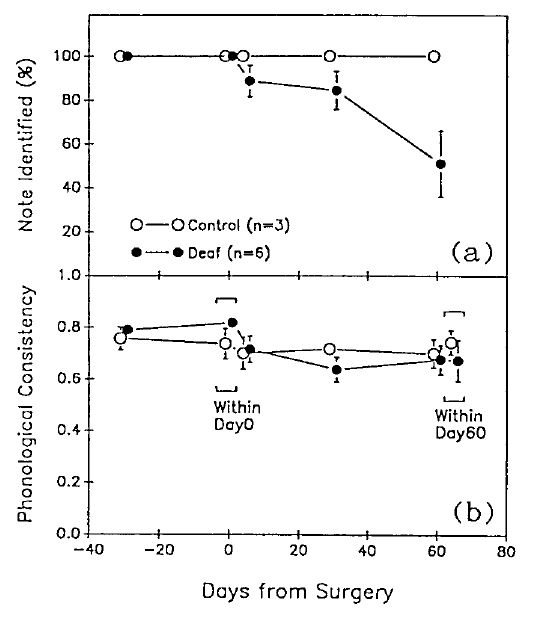 Note Identified (%)
100
80
60
40
20
Control (n=3)
Deaf (n=6)
(a)
Phonological Consistency
1.0
0.8
0.6
0.4
0.2
0.0
Within
Day0
Within
Day60
(b)
-40 -20 0 20 40 60 80
Days from Surgery